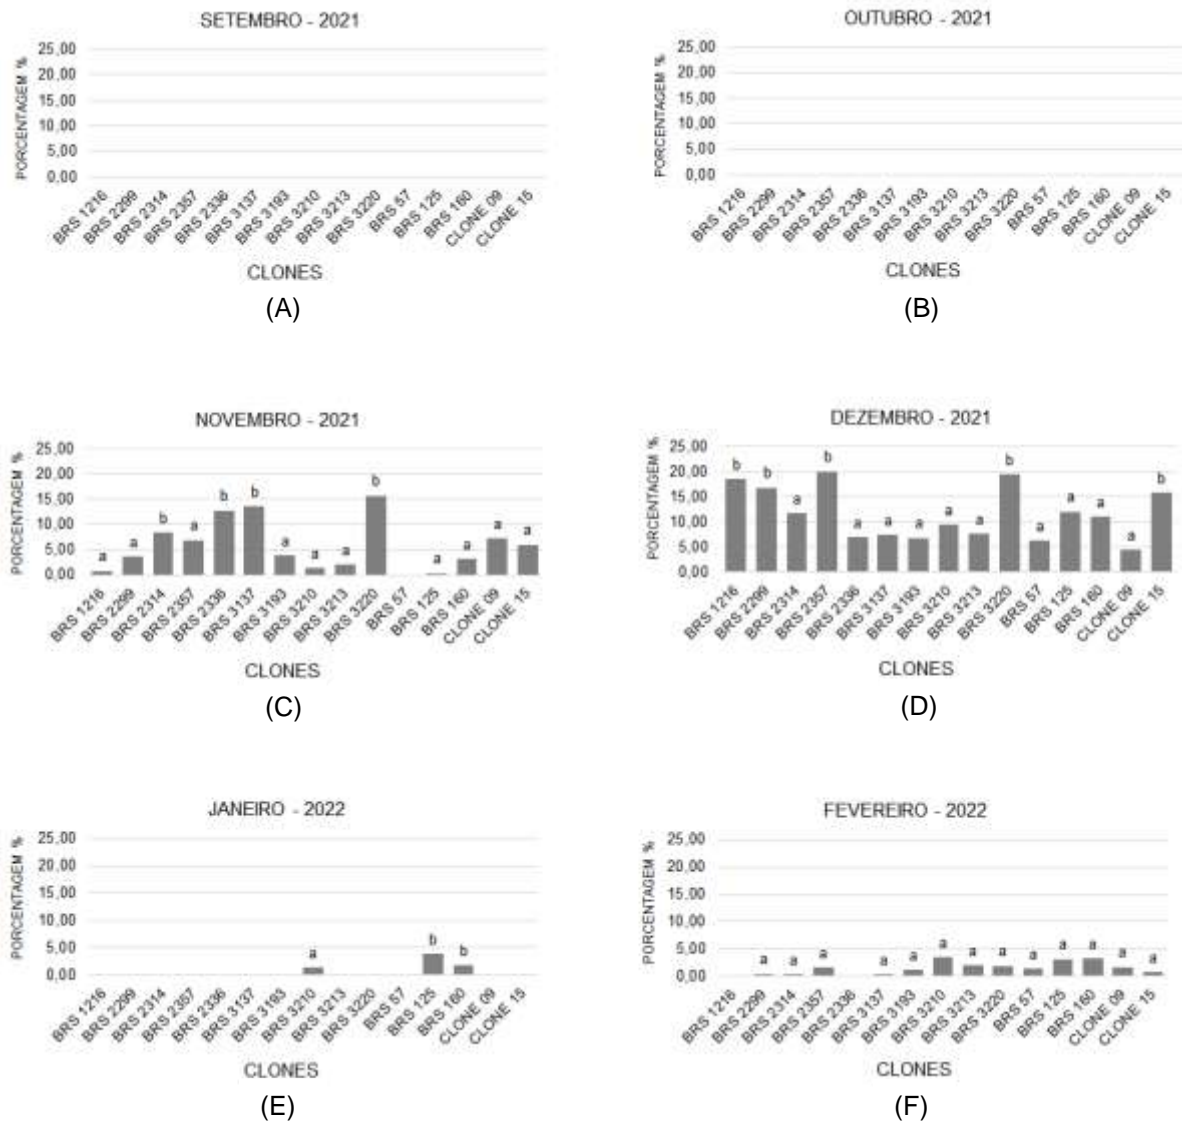 SETEMBRO - 2021
PORCENTAGEM %
25,00
20,00
15,00
10,00
5,00
0,00
BRS 1216
BRS 2299
BRS 2314
BRS 2357
BRS 2336
BRS 3137
BRS 3193
BRS 3210
BRS 3213
BRS 3220
BRS 57
BRS 125
BRS 160
CLONE 09
CLONE 15
CLONES
(A)
OUTUBRO - 2021
PORCENTAGEM %
25,00
20,00
15,00
10,00
5,00
0,00
BRS 1216
BRS 2299
BRS 2314
BRS 2357
BRS 2336
BRS 3137
BRS 3193
BRS 3210
BRS 3213
BRS 3220
BRS 57
BRS 125
BRS 160
CLONE 09
CLONE 15
CLONES
(B)
NOVEMBRO - 2021
PORCENTAGEM %
25,00
20,00
15,00
10,00
5,00
0,00
a a b a b b a a a b a a a a
BRS 1216
BRS 2299
BRS 2314
BRS 2357
BRS 2336
BRS 3137
BRS 3193
BRS 3210
BRS 3213
BRS 3220
BRS 57
BRS 125
BRS 160
CLONE 09
CLONE 15
CLONES
(C)
DEZEMBRO - 2021
PORCENTAGEM %
25,00
20,00
15,00
10,00
5,00
0,00
b b a b a a a a a b a a a a b
BRS 1216
BRS 2299
BRS 2314
BRS 2357
BRS 2336
BRS 3137
BRS 3193
BRS 3210
BRS 3213
BRS 3220
BRS 57
BRS 125
BRS 160
CLONE 09
CLONE 15
CLONES
(D)
JANEIRO - 2022
PORCENTAGEM %
25,00
20,00
15,00
10,00
5,00
0,00
a b b
BRS 1216
BRS 2299
BRS 2314
BRS 2357
BRS 2336
BRS 3137
BRS 3193
BRS 3210
BRS 3213
BRS 3220
BRS 57
BRS 125
BRS 160
CLONE 09
CLONE 15
CLONES
(E)
FEVEREIRO - 2022
PORCENTAGEM %
25,00
20,00
15,00
10,00
5,00
0,00
a a a a a a a a a a a a a
BRS 1216
BRS 2299
BRS 2314
BRS 2357
BRS 2336
BRS 3137
BRS 3193
BRS 3210
BRS 3213
BRS 3220
BRS 57
BRS 125
BRS 160
CLONE 09
CLONE 15
CLONES
(F)